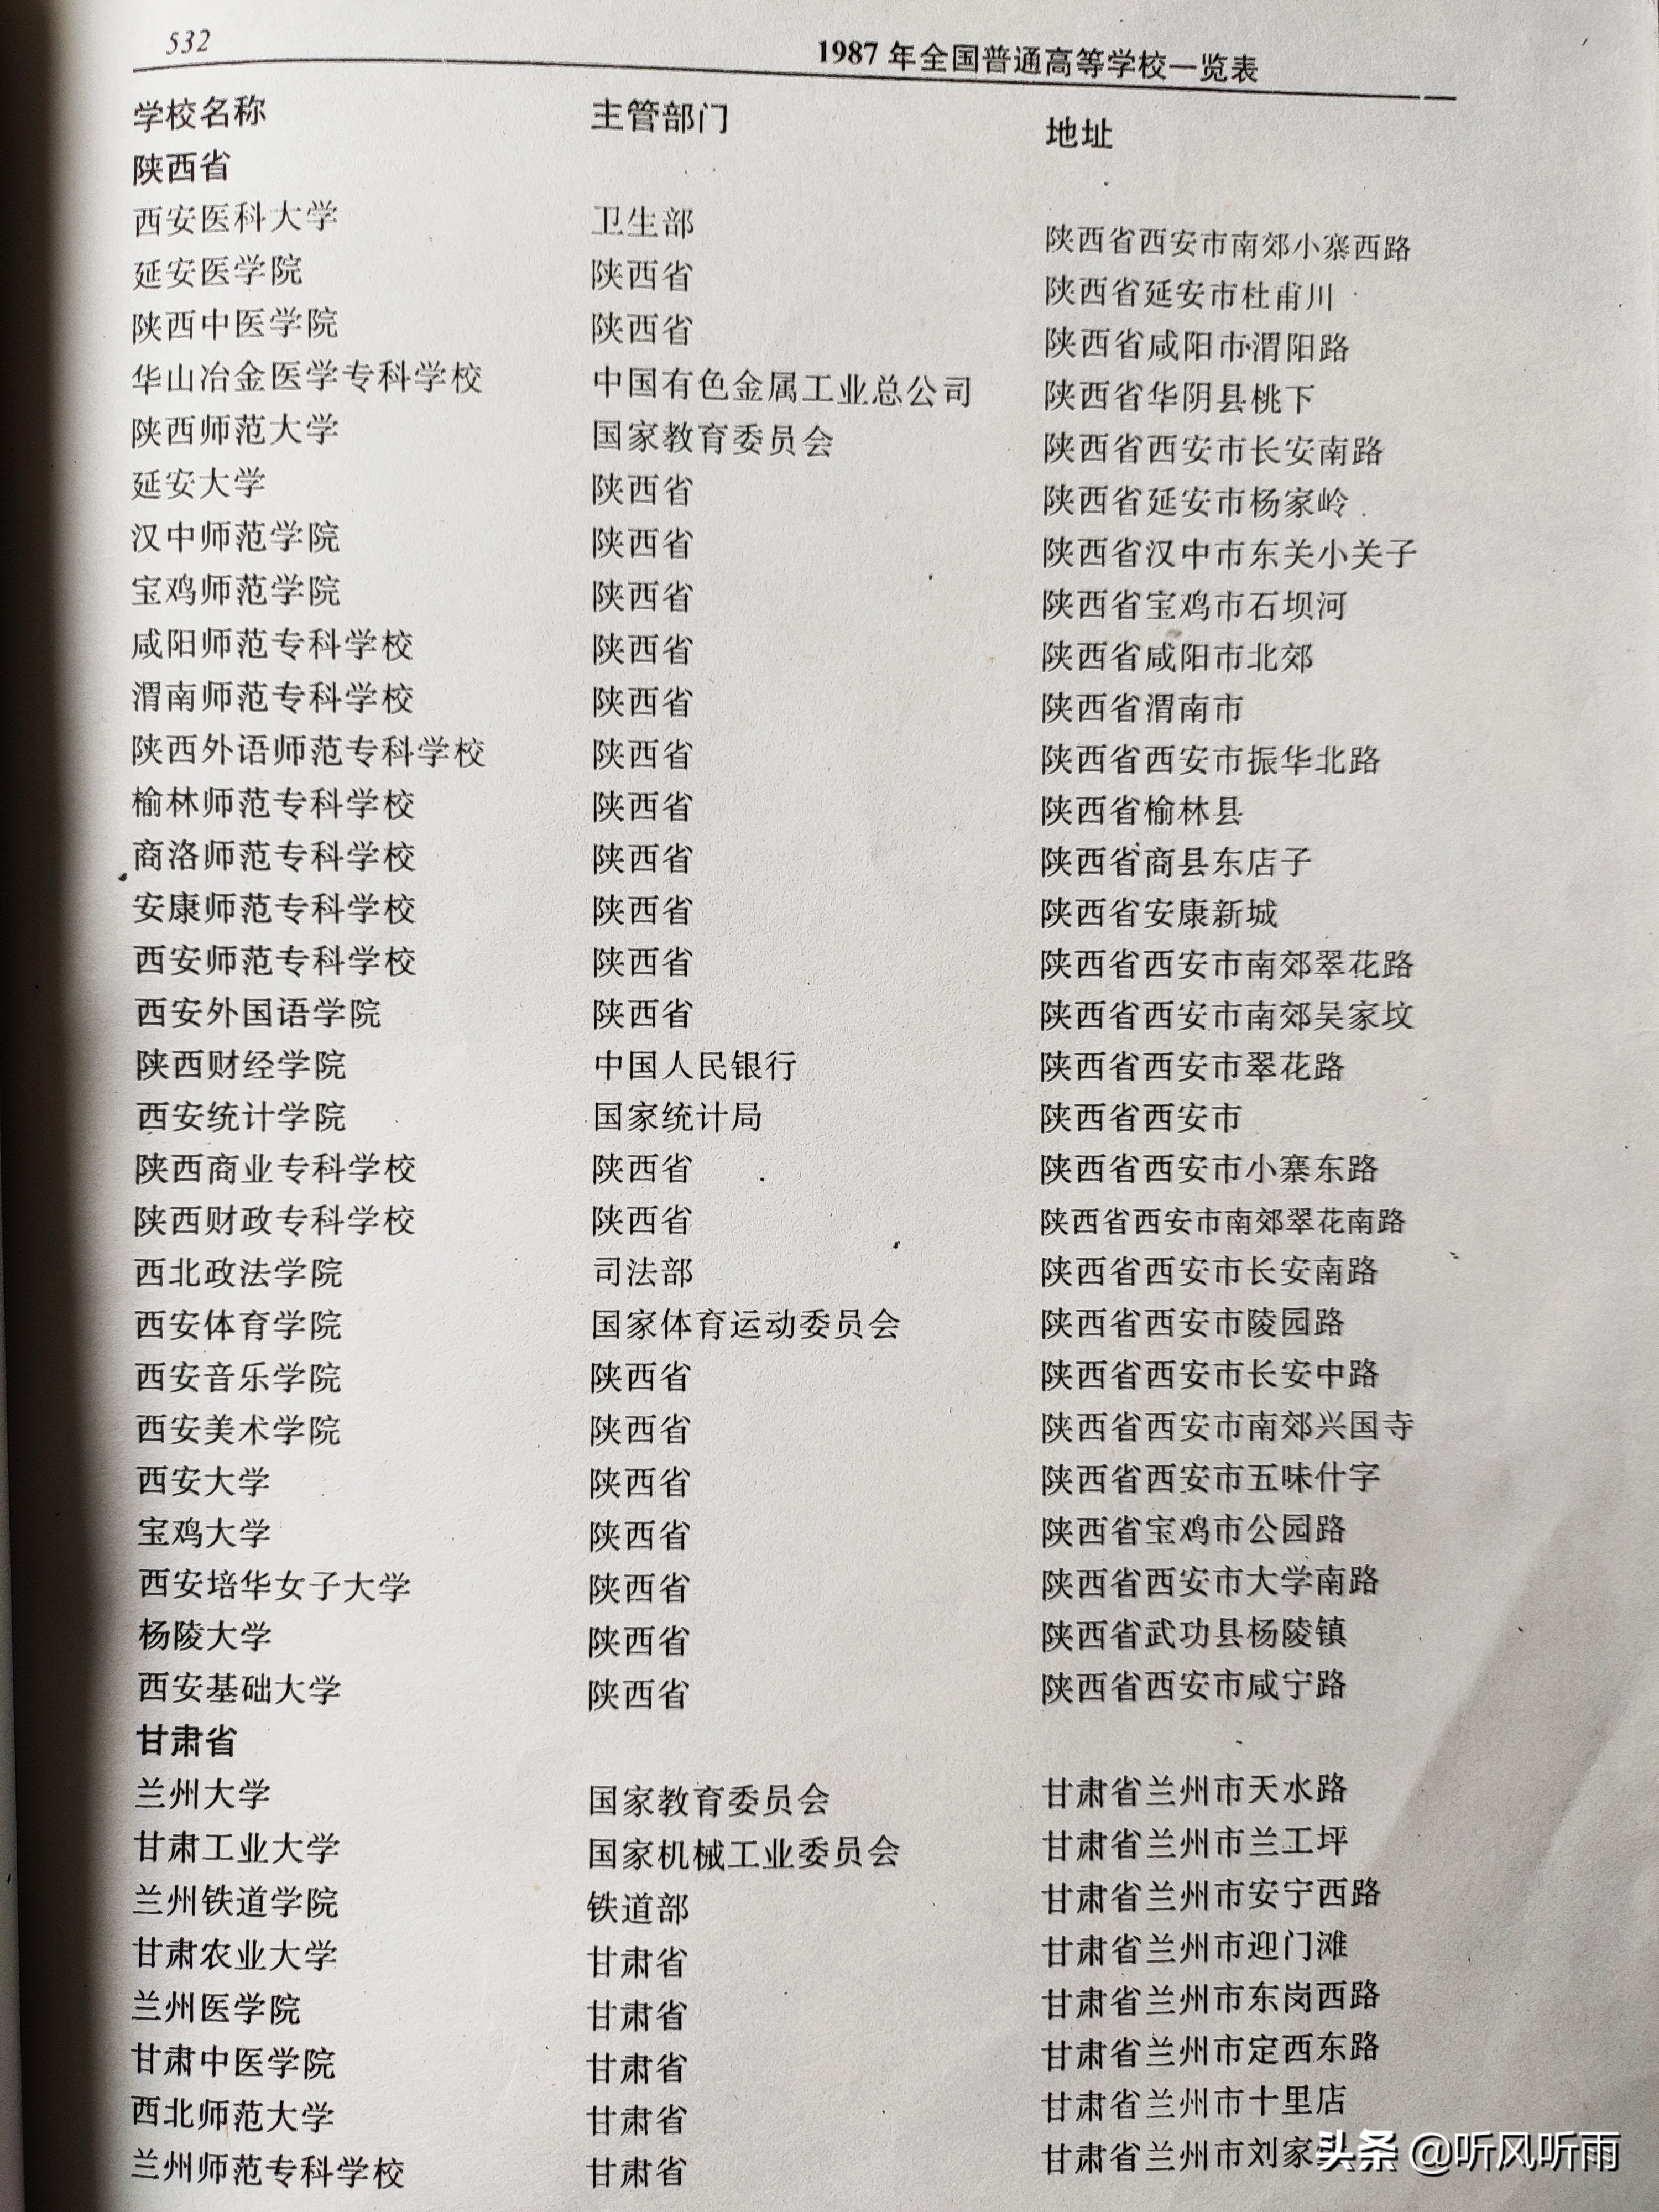 532
1987年全国普通高等学校一览表
学校名称 主管部门 地址
陕西省
西安医科大学 卫生部 陕西省西安市南郊小寨西路
延安医学院 陕西省 陕西省延安市杜甫川
陕西中医学院 陕西省 陕西省咸阳市渭阳路
华山冶金医学专科学校 中国有色金属工业总公司 陕西省华阴县桃下
陕西师范大学 国家教育委员会 陕西省西安市长安南路
延安大学 陕西省 陕西省延安市杨家岭
汉中师范学院 陕西省 陕西省汉中市东关小关子
宝鸡师范学院 陕西省 陕西省宝鸡市石坝河
咸阳师范专科学校 陕西省 陕西省咸阳市北郊
渭南师范专科学校 陕西省 陕西省渭南市
陕西外语师范专科学校 陕西省 陕西省西安市振华北路
榆林师范专科学校 陕西省 陕西省榆林县
商洛师范专科学校 陕西省 陕西省商县东店子
安康师范专科学校 陕西省 陕西省安康新城
西安师范专科学校 陕西省 陕西省西安市南郊翠花路
西安外国语学院 陕西省 陕西省西安市南郊吴家坟
陕西财经学院 中国人民银行 陕西省西安市翠花路
西安统计学院 国家统计局 陕西省西安市
陕西商业专科学校 陕西省 陕西省西安市小寨东路
陕西财政专科学校 陕西省 陕西省西安市南郊翠花南路
西北政法学院 司法部 陕西省西安市长安南路
西安体育学院 国家体育运动委员会 陕西省西安市陵园路
西安音乐学院 陕西省 陕西省西安市长安中路
西安美术学院 陕西省 陕西省西安市南郊兴国寺
西安大学 陕西省 陕西省西安市五味什字
宝鸡大学 陕西省 陕西省宝鸡市公园路
西安培华女子大学 陕西省 陕西省西安市大学南路
杨陵大学 陕西省 陕西省武功县杨陵镇
西安基础大学 陕西省 陕西省西安市咸宁路
甘肃省
兰州大学 国家教育委员会 甘肃省兰州市天水路
甘肃工业大学 国家机械工业委员会 甘肃省兰州市兰工坪
兰州铁道学院 铁道部 甘肃省兰州市安宁西路
甘肃农业大学 甘肃省 甘肃省兰州市迎门滩
兰州医学院 甘肃省 甘肃省兰州市东岗西路
甘肃中医学院 甘肃省 甘肃省兰州市定西东路
西北师范大学 甘肃省 甘肃省兰州市十里店
兰州师范专科学校 甘肃省 甘肃省兰州市刘家
头条 @听风听雨